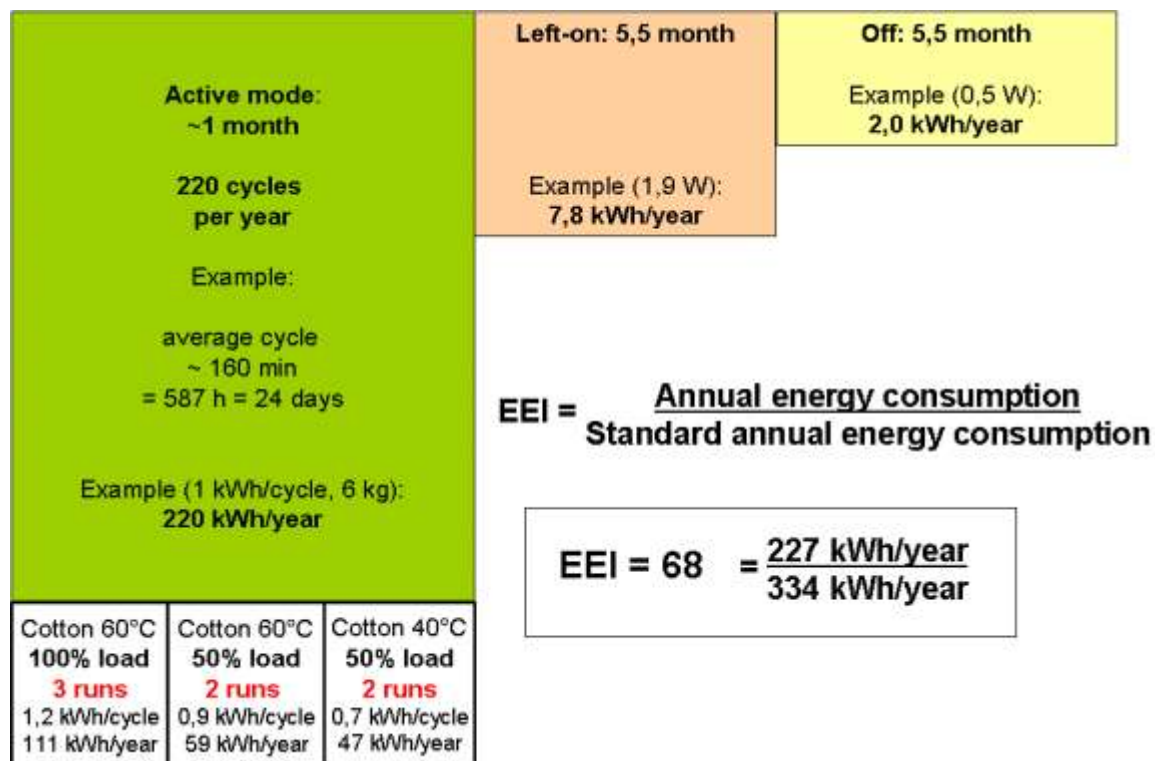 Active mode:
~1 month
220 cycles
per year
Example:
average cycle
~ 160 min
= 587 h = 24 days
Example (1 kWh/cycle, 6 kg):
220 kWh/year
Left-on: 5,5 month
Example (1,9 W):
7,8 kWh/year
Off: 5,5 month
Example (0,5 W):
2,0 kWh/year
EEI = Annual energy consumption
Standard annual energy consumption
EEI = 68 = 227 kWh/year
334 kWh/year
Cotton 60°C
100% load
3 runs
1,2 kWh/cycle
111 kWh/year
Cotton 60°C
50% load
2 runs
0,9 kWh/cycle
59 kWh/year
Cotton 40°C
50% load
2 runs
0,7 kWh/cycle
47 kWh/year